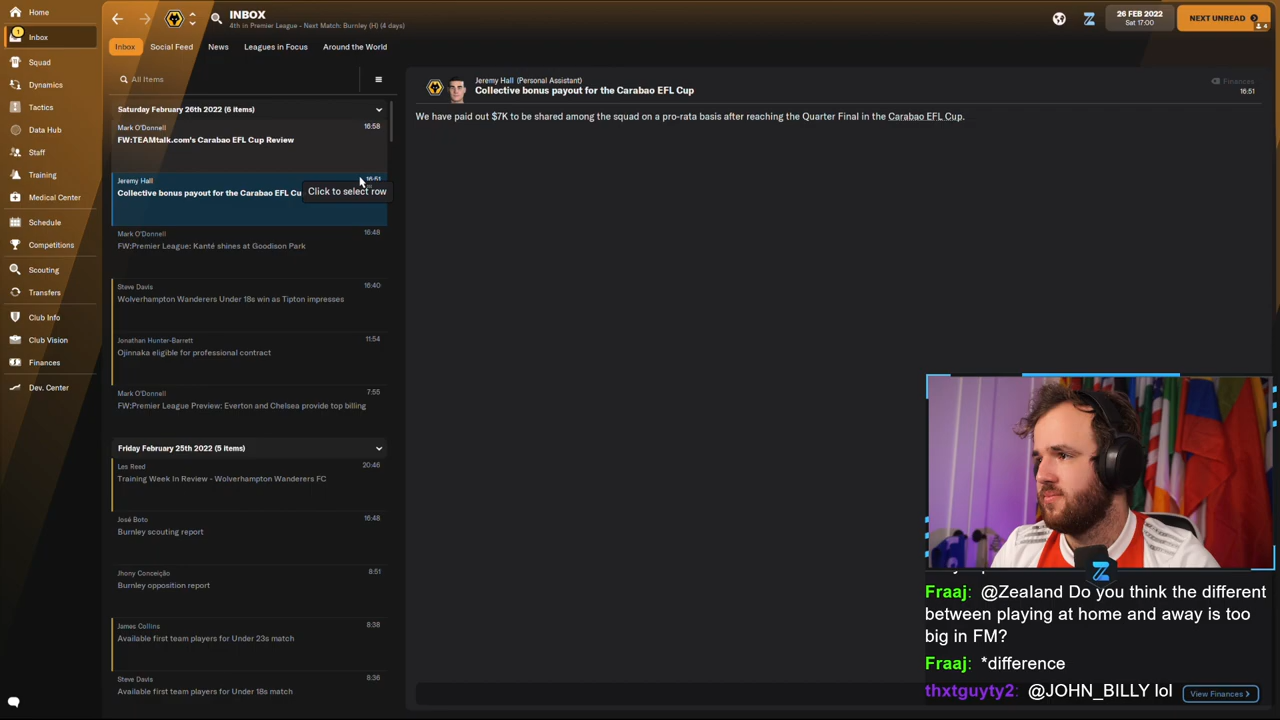 Home
INBOX
4th in Premier League - Next Match: Burnley (H) (4 days)
26 FEB 2022
Sat 17:00
NEXT UNREAD
4
1
Inbox
Squad
Dynamics
Tactics
Data Hub
Staff
Training
Medical Center
Schedule
Competitions
Scouting
Transfers
Club Info
Club Vision
Finances
Dev. Center
Inbox
Social Feed
News
Leagues in Focus
Around the World
All Items
Saturday February 26th 2022 (6 items)
Mark O'Donnell
16:58
FW:TEAMtalk.com's Carabao EFL Cup Review
Jeremy Hall
16:51
Collective bonus payout for the Carabao EFL Cu
Click to select row
Mark O'Donnell
16:48
FW:Premier League: Kanté shines at Goodison Park
Steve Davis
16:40
Wolverhampton Wanderers Under 18s win as Tipton impresses
Jonathan Hunter-Barrett
11:54
Ojinnaka eligible for professional contract
Mark O'Donnell
7:55
FW:Premier League Preview: Everton and Chelsea provide top billing
Friday February 25th 2022 (5 items)
Les Reed
20:46
Training Week In Review - Wolverhampton Wanderers FC
José Boto
16:48
Burnley scouting report
Jhony Conceição
8:51
Burnley opposition report
James Collins
8:38
Available first team players for Under 23s match
Steve Davis
8:36
Available first team players for Under 18s match
Jeremy Hall (Personal Assistant)
Collective bonus payout for the Carabao EFL Cup
Finances
16:51
We have paid out $7K to be shared among the squad on a pro-rata basis after reaching the Quarter Final in the Carabao EFL Cup.
Fraaj: @Zealand Do you think the different
between playing at home and away is too
big in FM?
Fraaj: *difference
thxtguyty2: @JOHN_BILLY lol
View Finances >